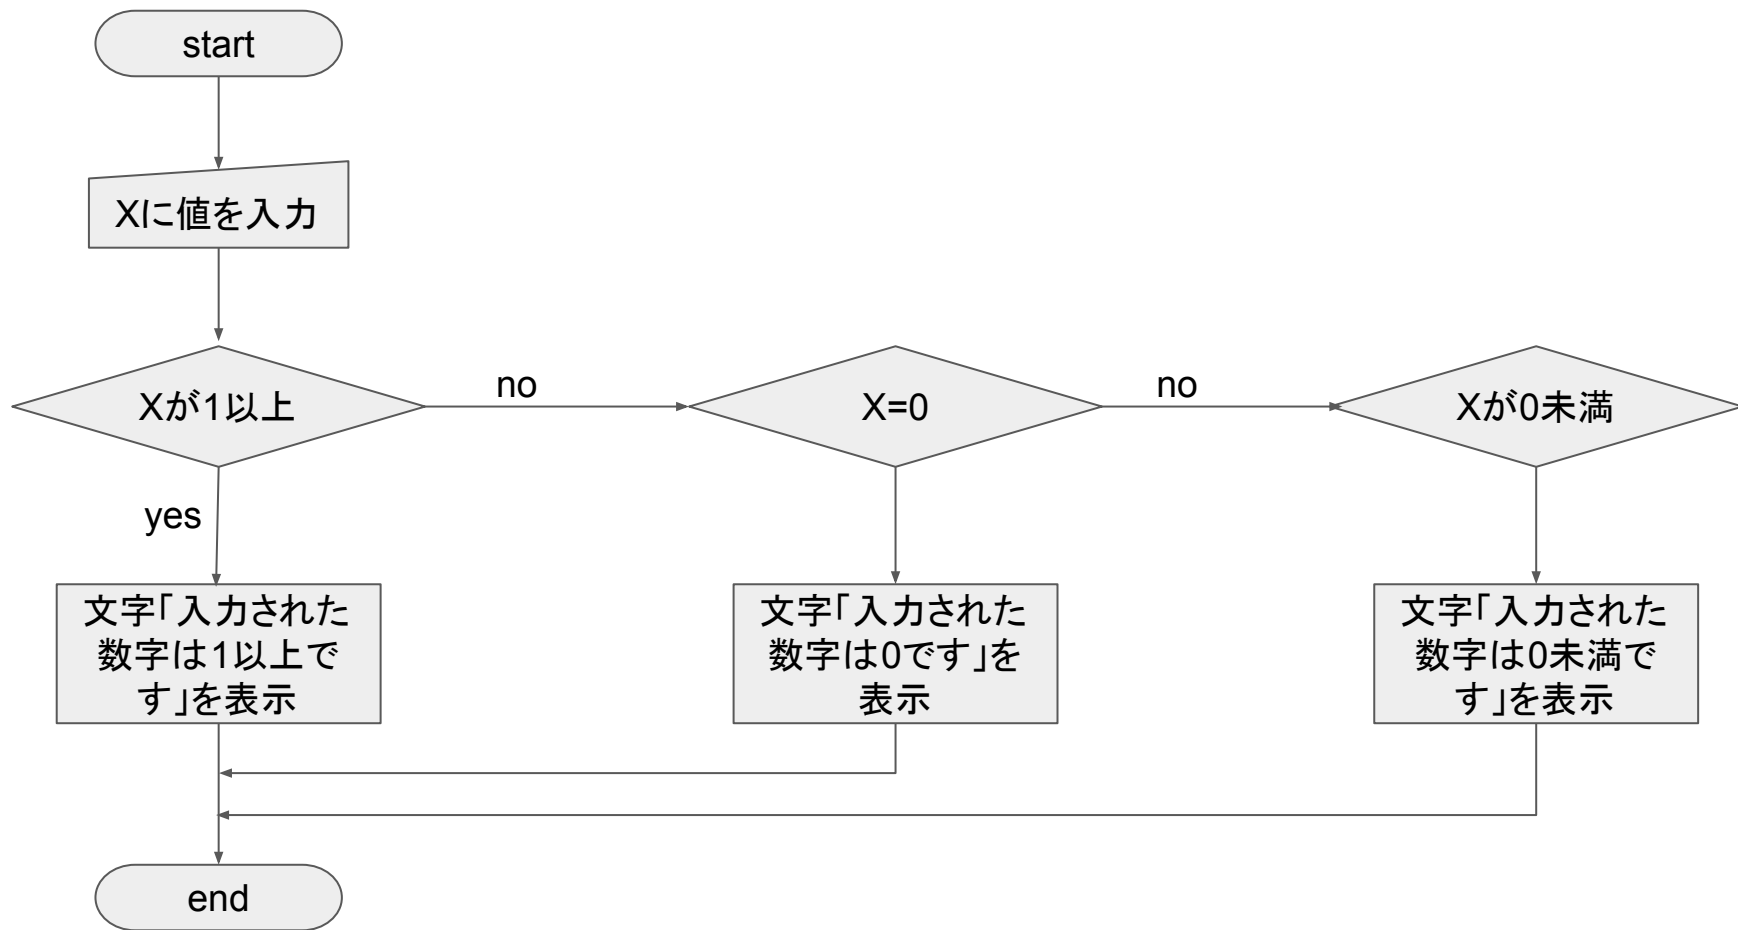 start
Xに値を入力
Xが1以上
no
X=0
no
Xが0未満
yes
文字「入力された
数字は1以上で
す」を表示
文字「入力された
数字は0です」を
表示
文字「入力された
数字は0未満で
す」を表示
end